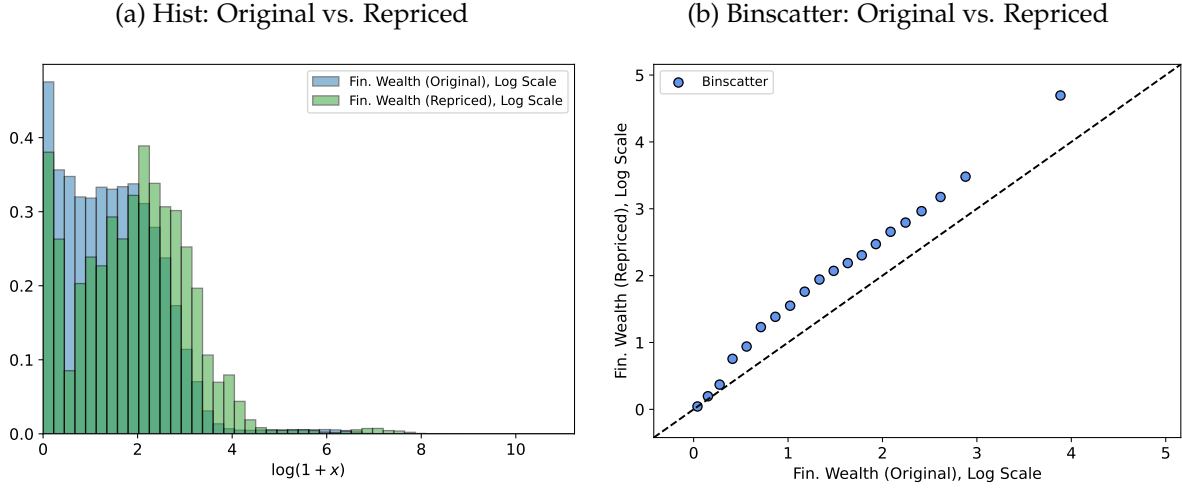 (a) Hist: Original vs. Repriced
Fin. Wealth (Original), Log Scale
Fin. Wealth (Repriced), Log Scale
0.4
0.3
0.2
0.1
0.0
0 2 4 6 8 10
log(1 + x)
(b) Binscatter: Original vs. Repriced
Binscatter
Fin. Wealth (Repriced), Log Scale
5
4
3
2
1
0
0 1 2 3 4 5
Fin. Wealth (Original), Log Scale